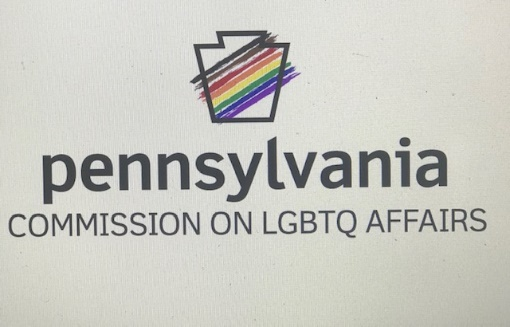 pennsylvania
COMMISSION ON LGBTQ AFFAIRS